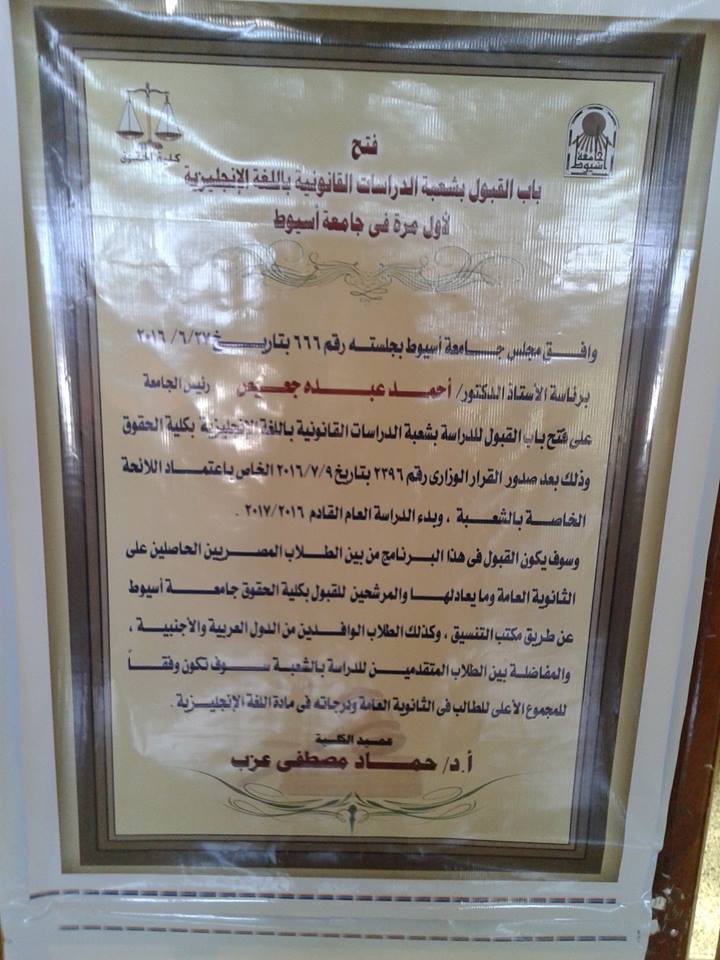 كلية الحقوق
جامعة أسيوط
فتح
باب القبول بشعبة الدراسات القانونية باللغة الإنجليزية
لأول مرة فى جامعة أسيوط
وافق مجلس جامعة أسيوط بجلسته رقم ٦٦٦ بتاريخ ٢٠١٦/٦/٢٧
برئاسة الأستاذ الدكتور/ أحمد عبده جعيص رئيس الجامعة
على فتح باب القبول للدراسة بشعبة الدراسات القانونية باللغة الإنجليزية بكلية الحقوق
وذلك بعد صدور القرار الوزارى رقم ٢٣٩٦ بتاريخ ٢٠١٦/٧/٩ الخاص باعتماد اللائحة
الخاصة بالشعبة ، وبدء الدراسة العام القادم ٢٠١٧/٢٠١٦ .
وسوف يكون القبول فى هذا البرنامج من بين الطلاب المصريين الحاصلين على
الثانوية العامة وما يعادلها والمرشحين للقبول بكلية الحقوق جامعة أسيوط
عن طريق مكتب التنسيق ، وكذلك الطلاب الوافدين من الدول العربية والأجنبية ،
والمفاضلة بين الطلاب المتقدمين للدراسة بالشعبة سوف تكون وفقاً
للمجموع الأعلى للطالب فى الثانوية العامة ودرجاته فى مادة اللغة الإنجليزية .
عميد الكلية
أ.د/ حماد مصطفى عزب